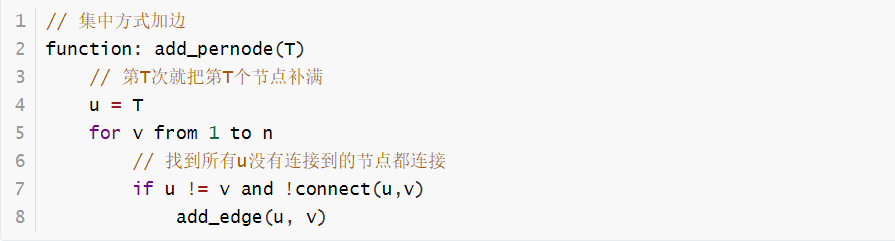 1 // 集中方式加边
2 function: add_pernode(T)
3     // 第T次就把第T个节点补满
4     u = T
5     for v from 1 to n
6         // 找到所有u没有连接到的节点都连接
7         if u != v and !connect(u,v)
8             add_edge(u, v)